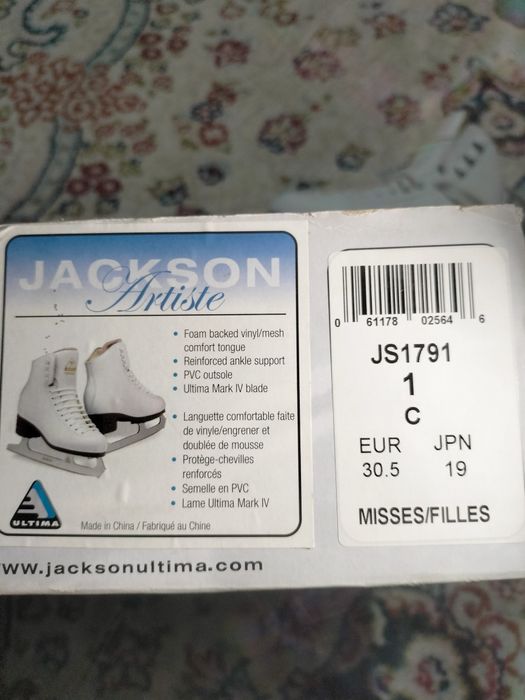 JACKSON
Artiste
• Foam backed vinyl/mesh
comfort tongue
• Reinforced ankle support
• PVC outsole
• Ultima Mark IV blade
• Languette comfortable faite
de vinyle/engrener et
doublée de mousse
• Protège-chevilles
renforcés
• Semelle en PVC
• Lame Ultima Mark IV
ULTIMA
Made in China / Fabriqué au Chine
ww.jacksonultima.com
0 61178 02564 6
JS1791
1
C
EUR JPN
30.5 19
MISSES/FILLES